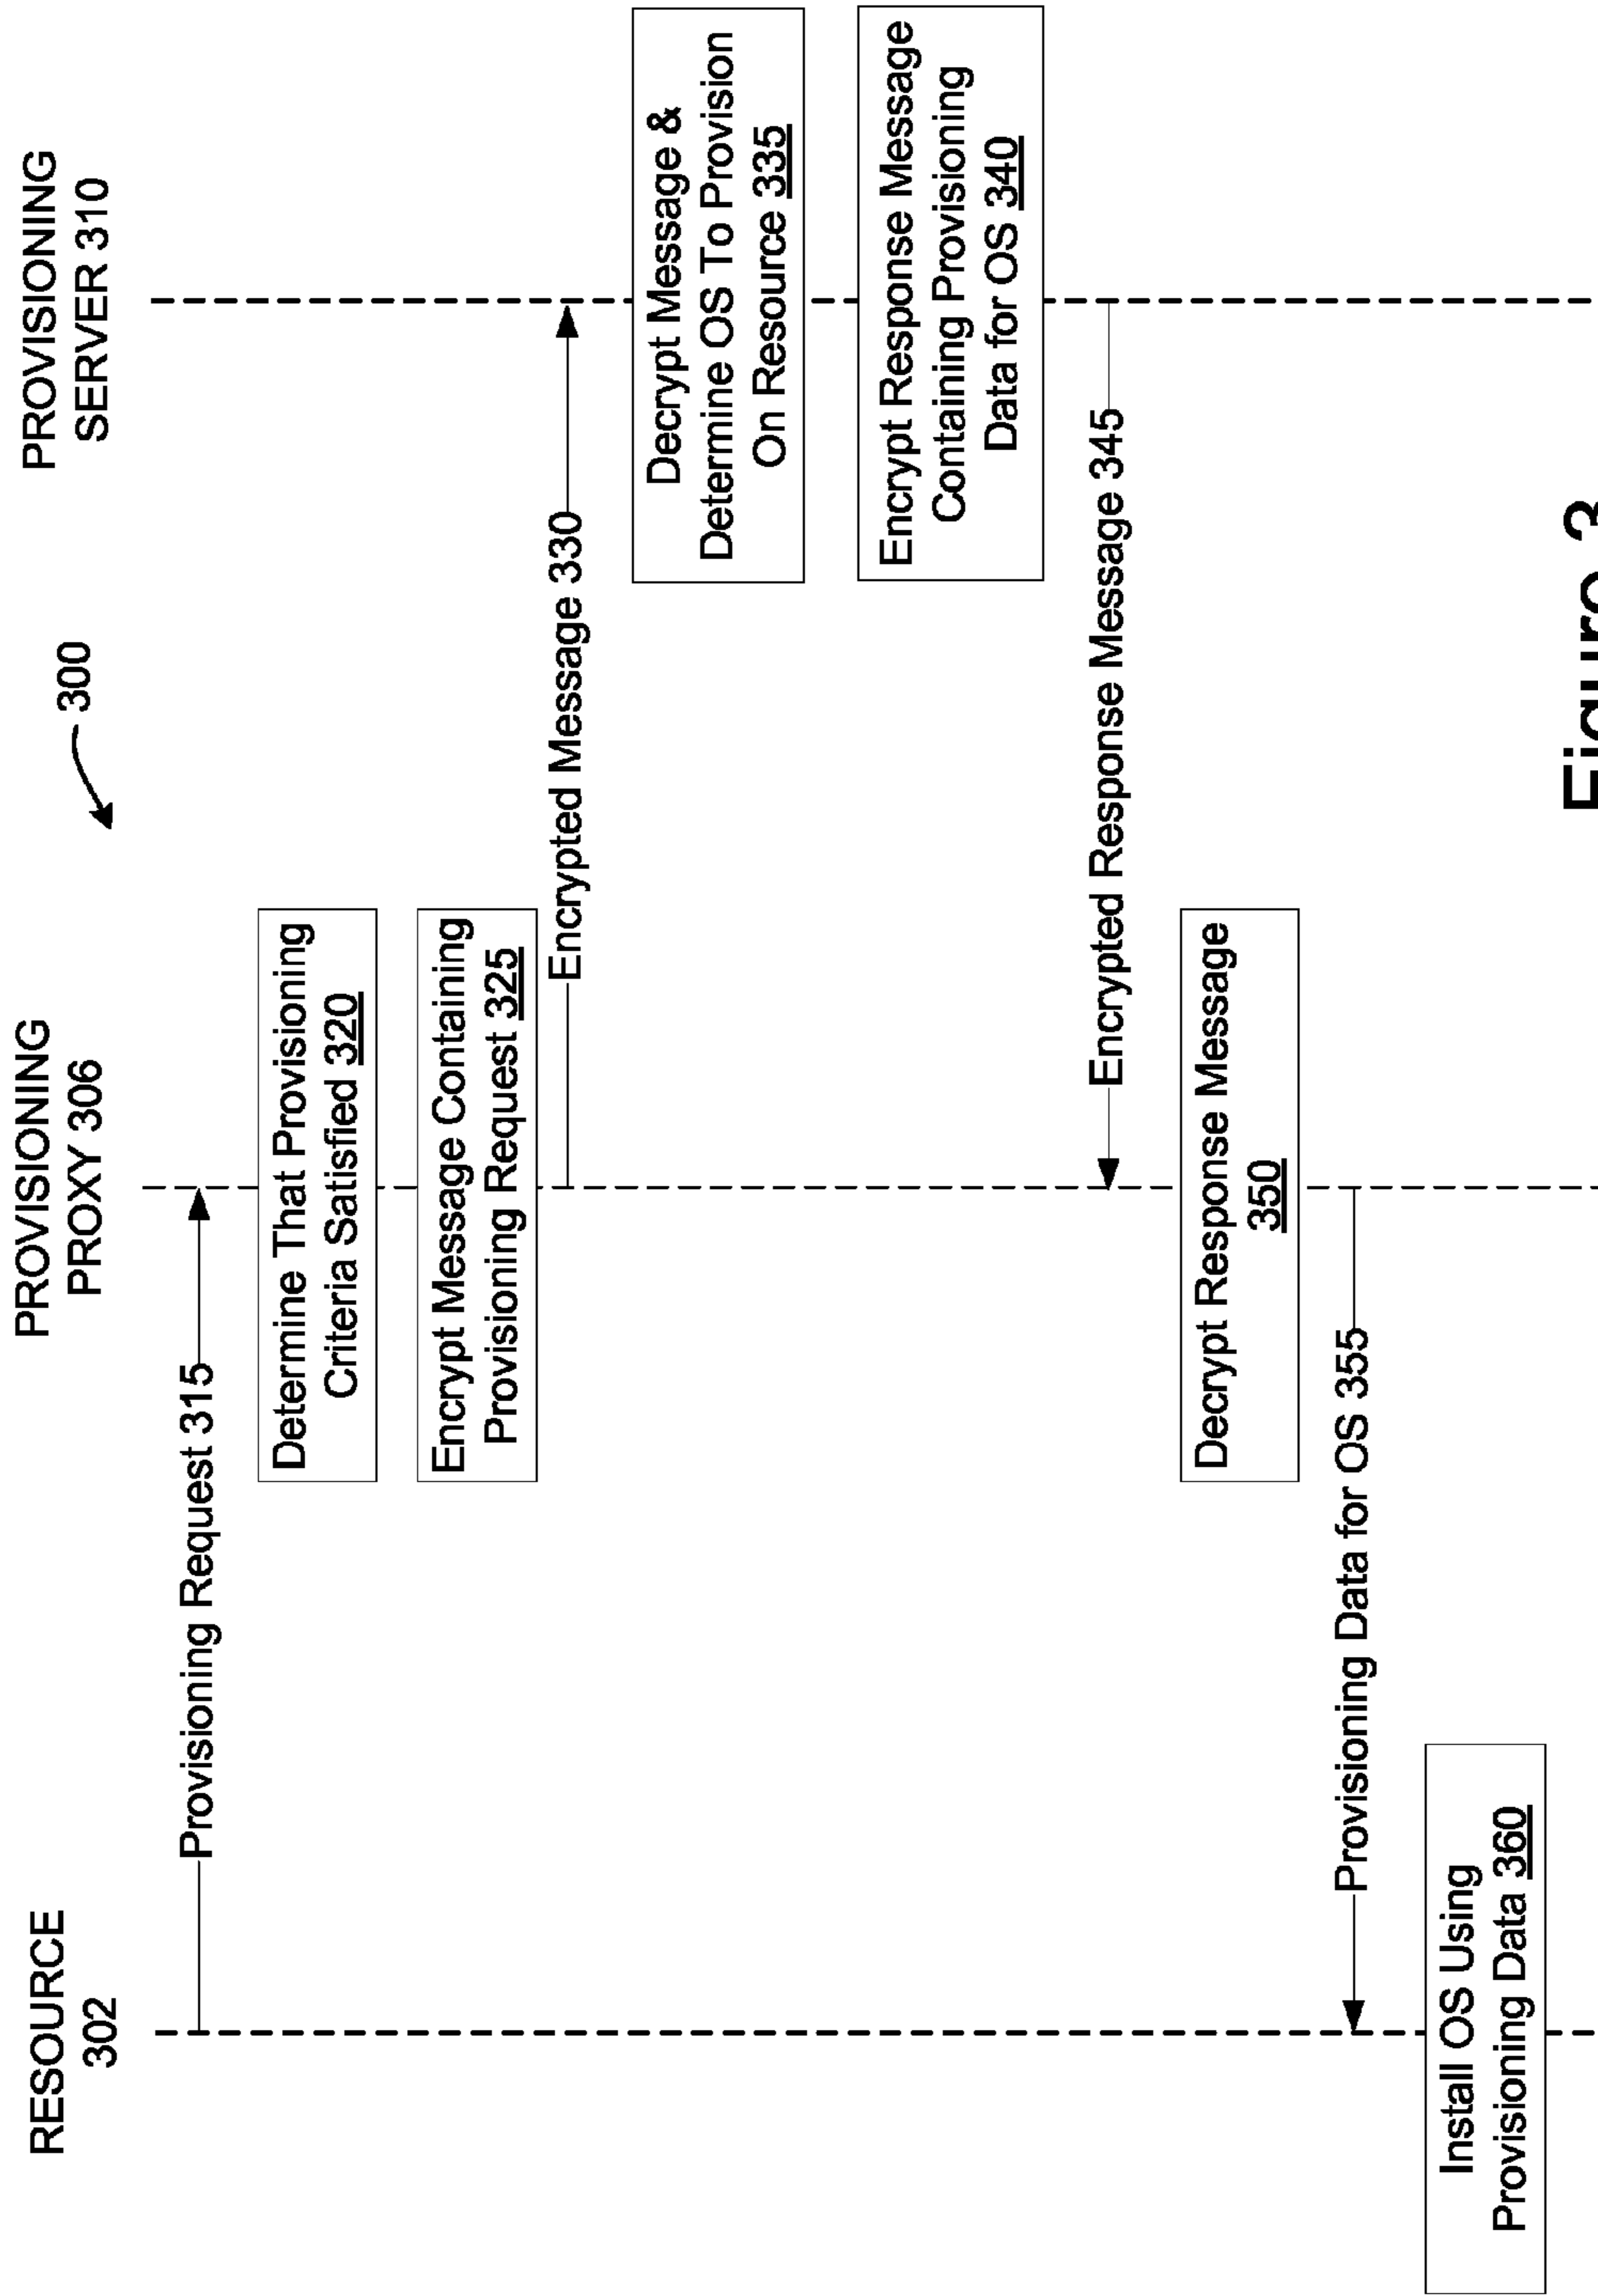 300
RESOURCE
302
PROVISIONING
PROXY 306
PROVISIONING
SERVER 310
Provisioning Request 315
Determine That Provisioning
Criteria Satisfied 320
Encrypt Message Containing
Provisioning Request 325
Encrypted Message 330
Decrypt Message &
Determine OS To Provision
On Resource 335
Encrypt Response Message
Containing Provisioning
Data for OS 340
Encrypted Response Message 345
Decrypt Response Message
350
Provisioning Data for OS 355
Install OS Using
Provisioning Data 360
Figure 3